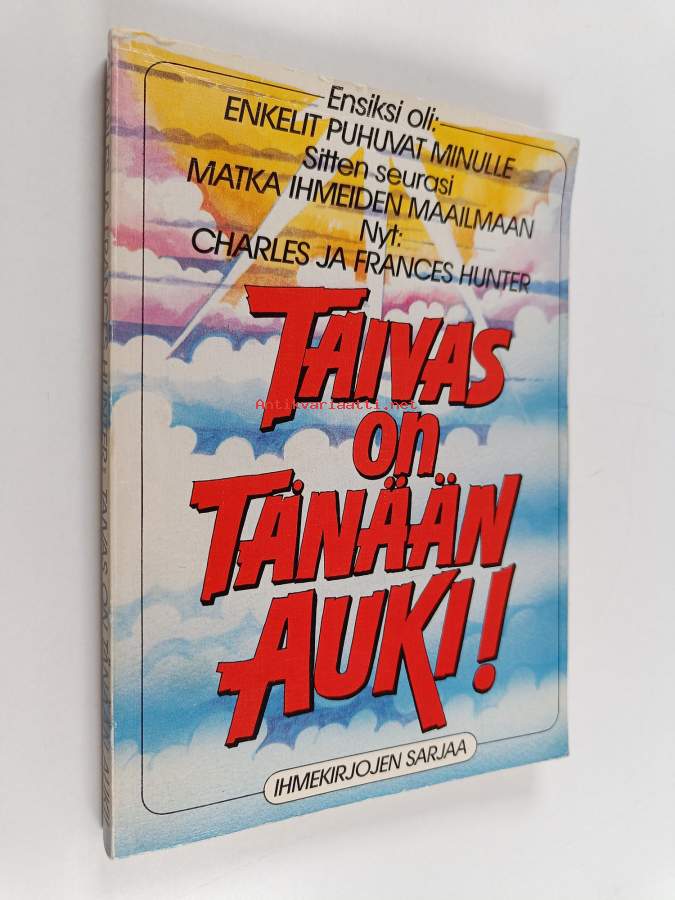 Ensiksi oli:
ENKELIT PUHUVAT MINULLE
Sitten seurasi
MATKA IHMEIDEN MAAILMAAN
Nyt:
CHARLES JA FRANCES HUNTER
TAIVAS
Antikvariaatti.net
on
TÄNÄÄN
AUKI!
IHMEKIRJOJEN SARJAA